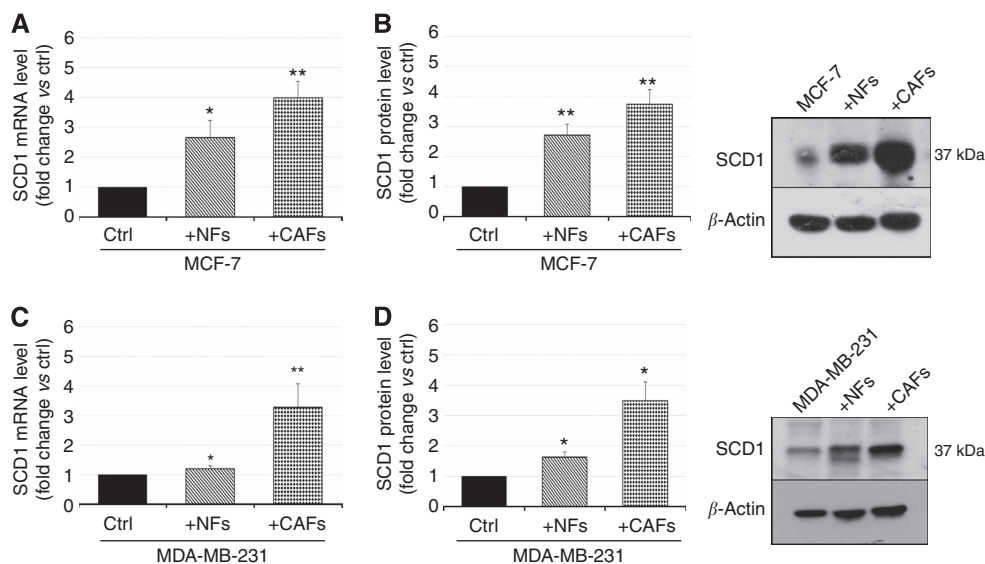 A
SCD1 mRNA level
(fold change vs ctrl)
6
5
4
3
2
1
0
*
**
Ctrl
+NFs
+CAFs
MCF-7
B
SCD1 protein level
(fold change vs ctrl)
6
5
4
3
2
1
0
**
**
Ctrl
+NFs
+CAFs
MCF-7
MCF-7
+NFs
+CAFs
SCD1
37 kDa
β-Actin
C
SCD1 mRNA level
(fold change vs ctrl)
6
5
4
3
2
1
0
*
**
Ctrl
+NFs
+CAFs
MDA-MB-231
D
SCD1 protein level
(fold change vs ctrl)
6
5
4
3
2
1
0
*
*
Ctrl
+NFs
+CAFs
MDA-MB-231
MDA-MB-231
+NFs
+CAFs
SCD1
37 kDa
β-Actin